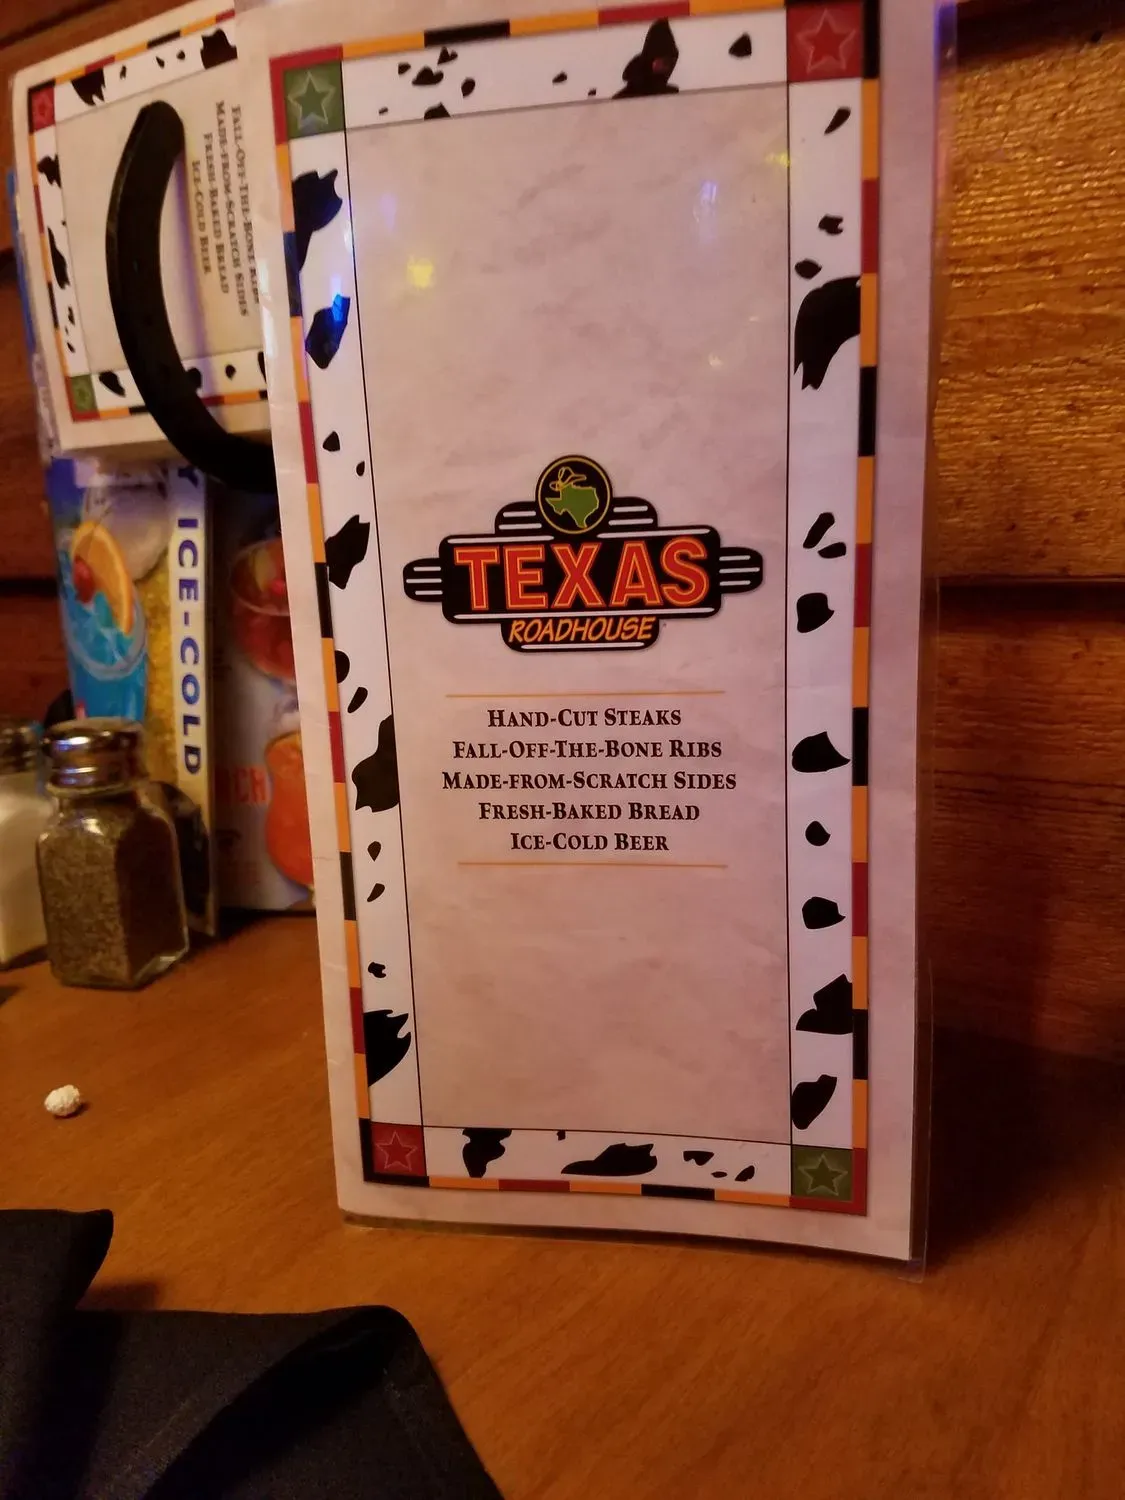 TEXAS
ROADHOUSE
HAND-CUT STEAKS
FALL-OFF-THE-BONE RIBS
MADE-FROM-SCRATCH SIDES
FRESH-BAKED BREAD
ICE-COLD BEER
FALL-OFF-THE-BONE RIBS
MADE-FROM-SCRATCH SIDES
FRESH-BAKED BREAD
ICE-COLD BEER
ICE-COLD